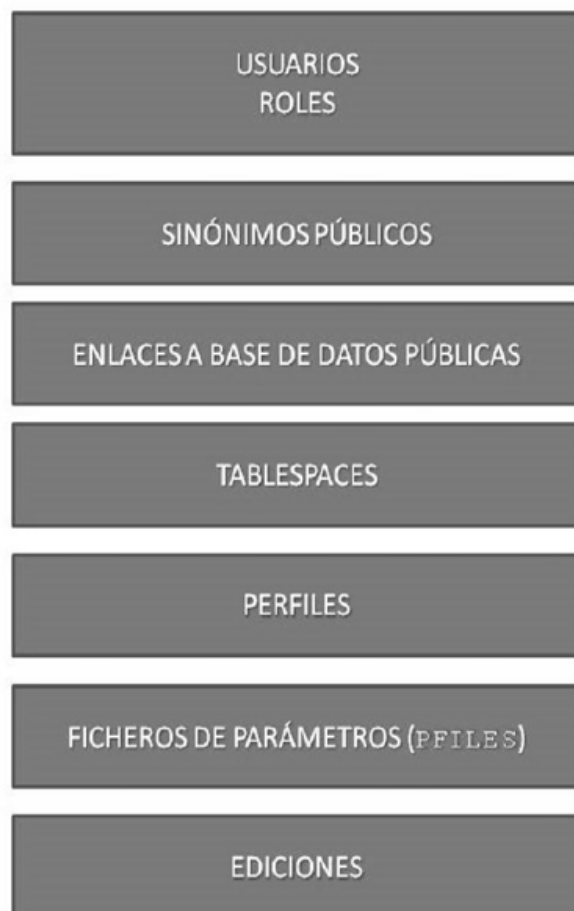 USUARIOS
ROLES
SINÓNIMOS PÚBLICOS
ENLACES A BASE DE DATOS PÚBLICAS
TABLESPACES
PERFILES
FICHEROS DE PARÁMETROS (PFILES)
EDICIONES